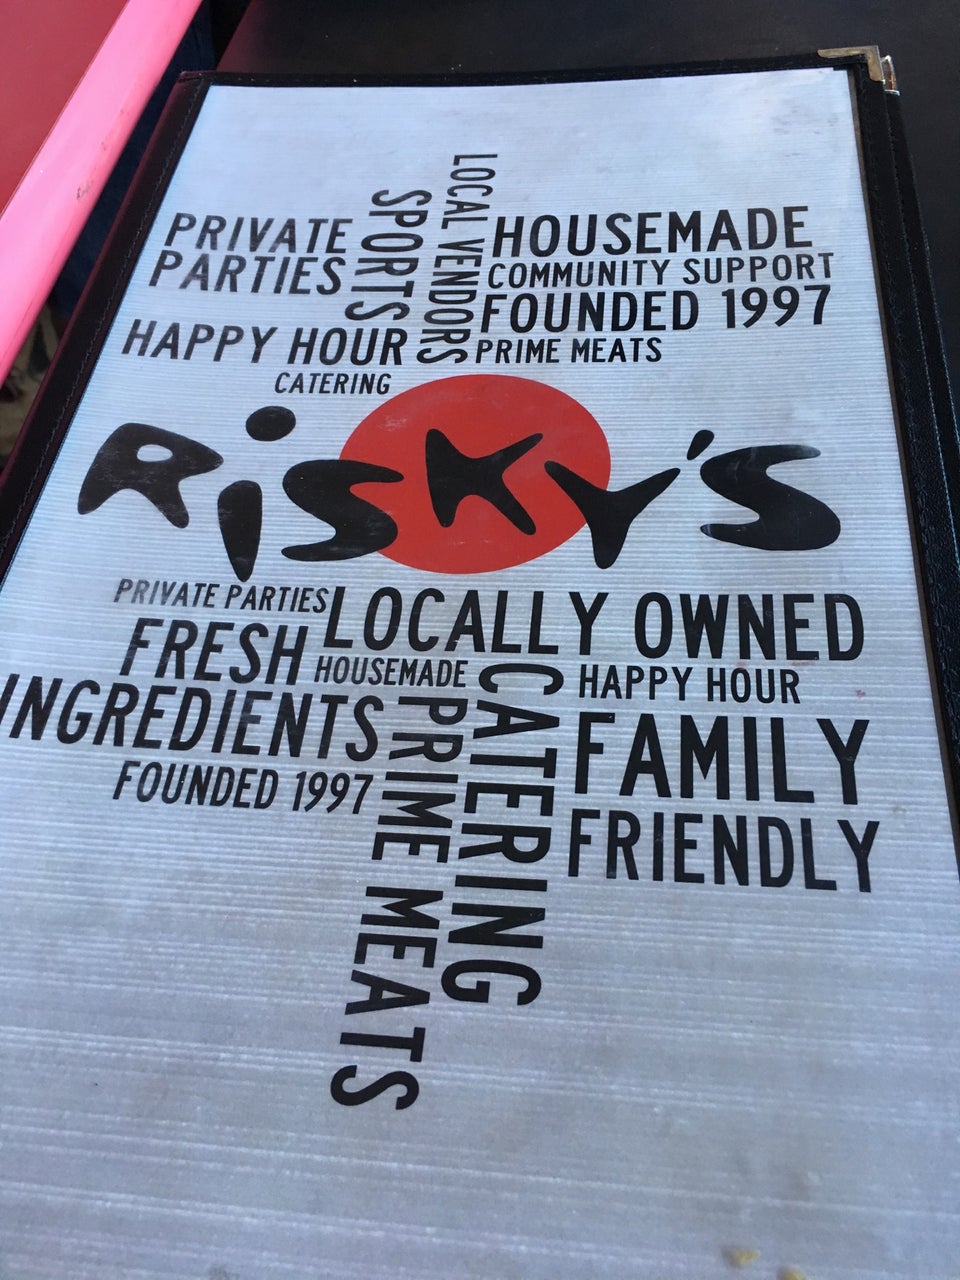 LOCAL VENDORS
SPORTS
PRIVATE
PARTIES
HOUSEMADE
COMMUNITY SUPPORT
FOUNDED 1997
HAPPY HOUR
PRIME MEATS
CATERING
RiSKY'S
PRIVATE PARTIES
LOCALLY OWNED
FRESH
INGREDIENTS
HOUSEMADE
HAPPY HOUR
FOUNDED 1997
PRIME MEATS
CATERING
FAMILY
FRIENDLY